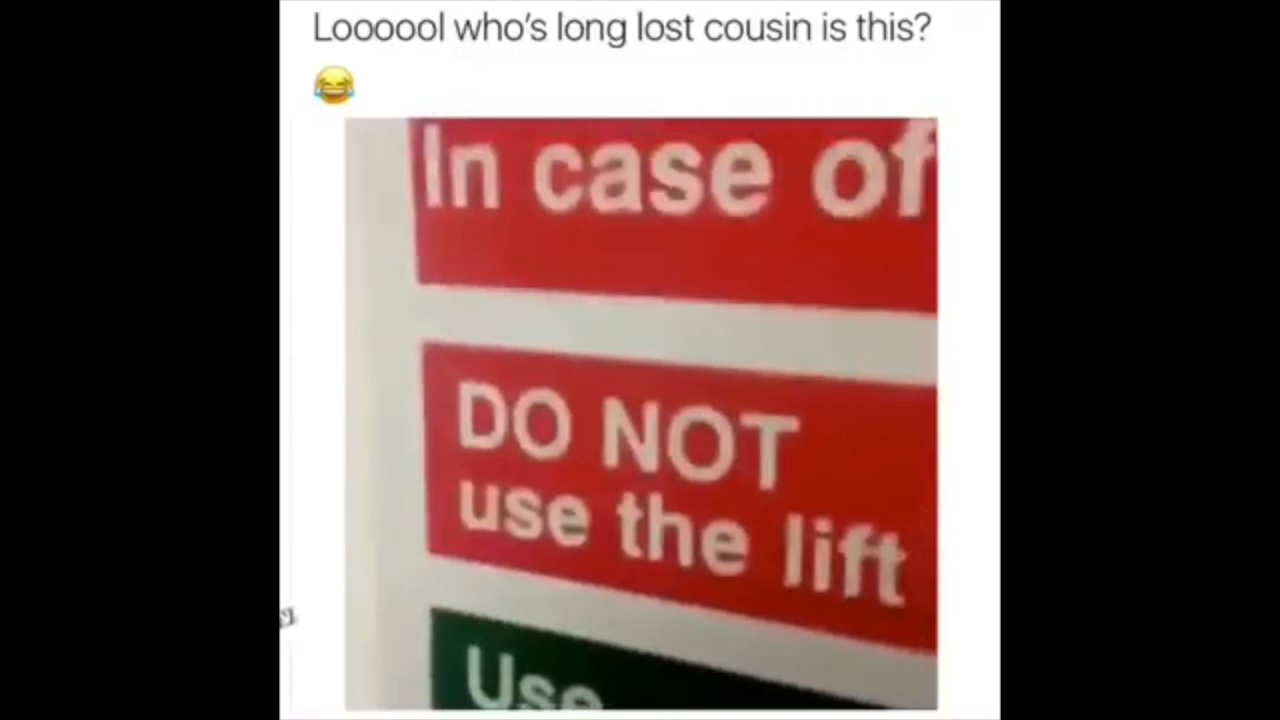 Loooool who's long lost cousin is this?
😂
In case of
DO NOT
use the lift
Use